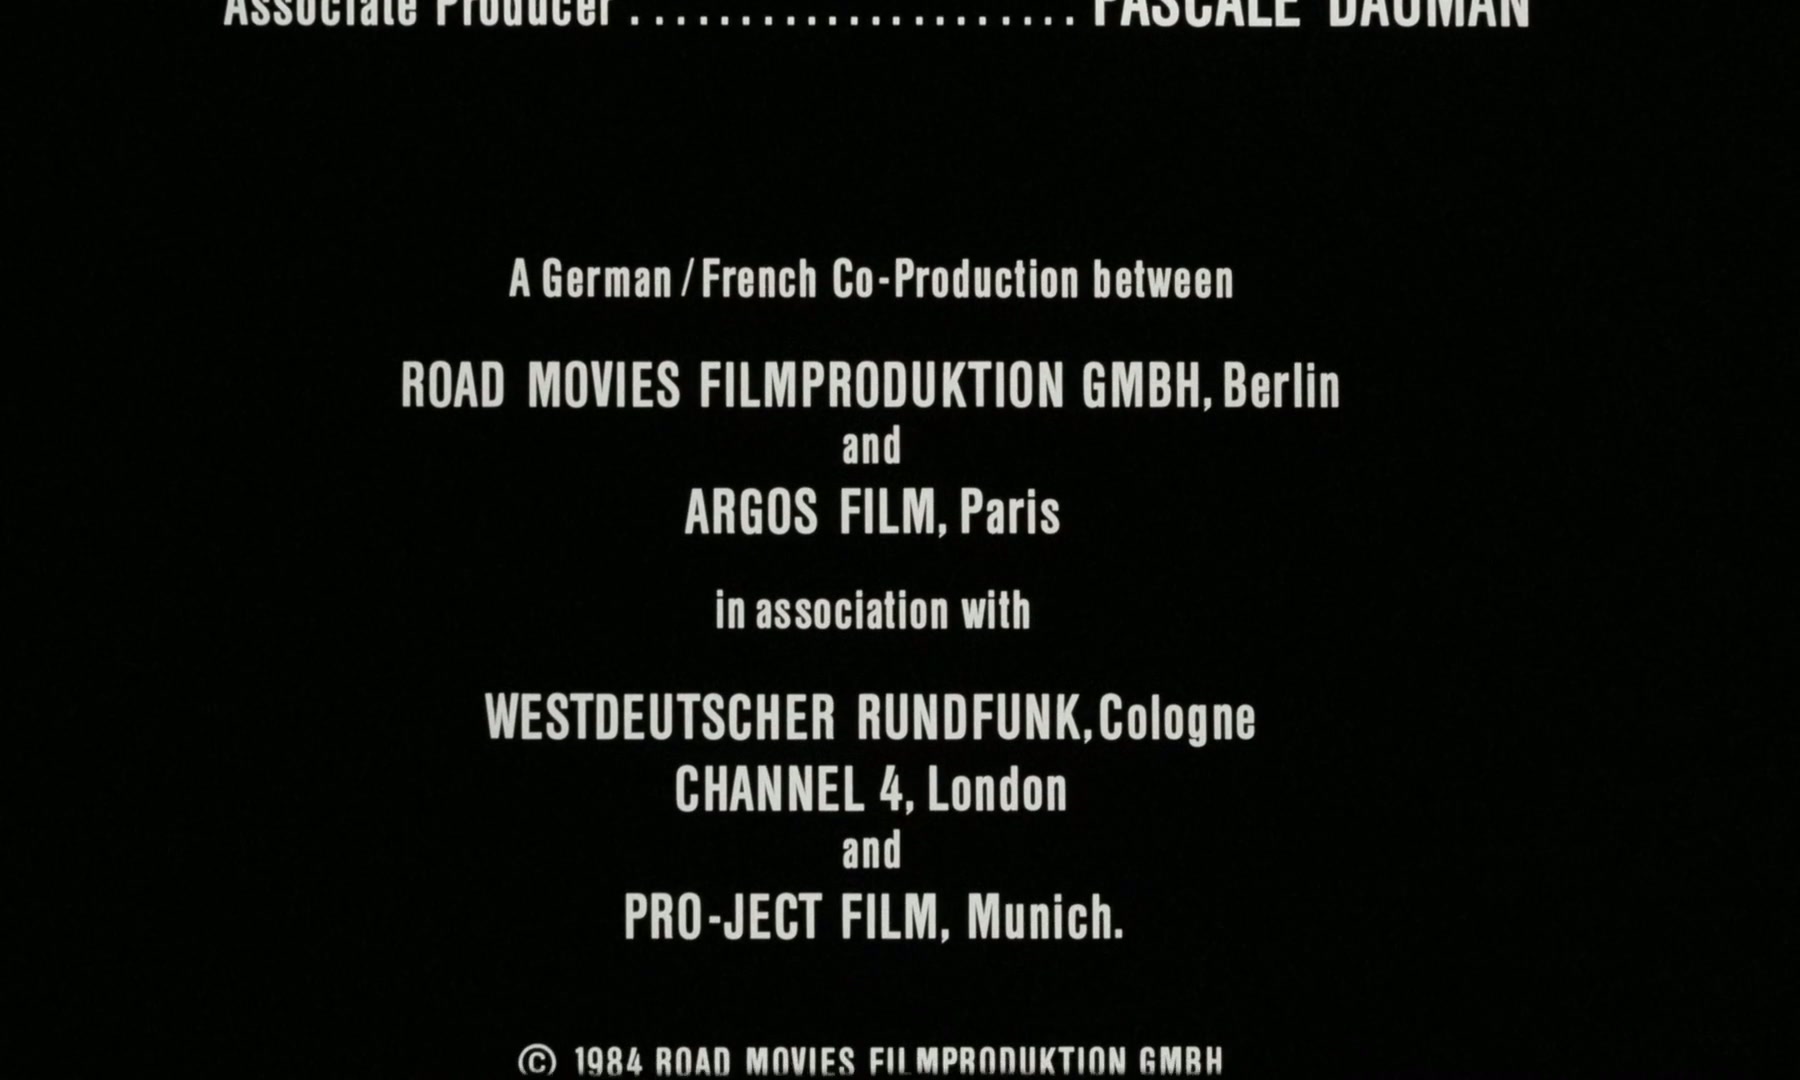 Associate Producer ...................... PASCALE DAUMAN
A German / French Co-Production between
ROAD MOVIES FILMPRODUKTION GMBH, Berlin
and
ARGOS FILM, Paris
in association with
WESTDEUTSCHER RUNDFUNK, Cologne
CHANNEL 4, London
and
PRO-JECT FILM, Munich.
© 1984 ROAD MOVIES FILMPRODUKTION GMBH